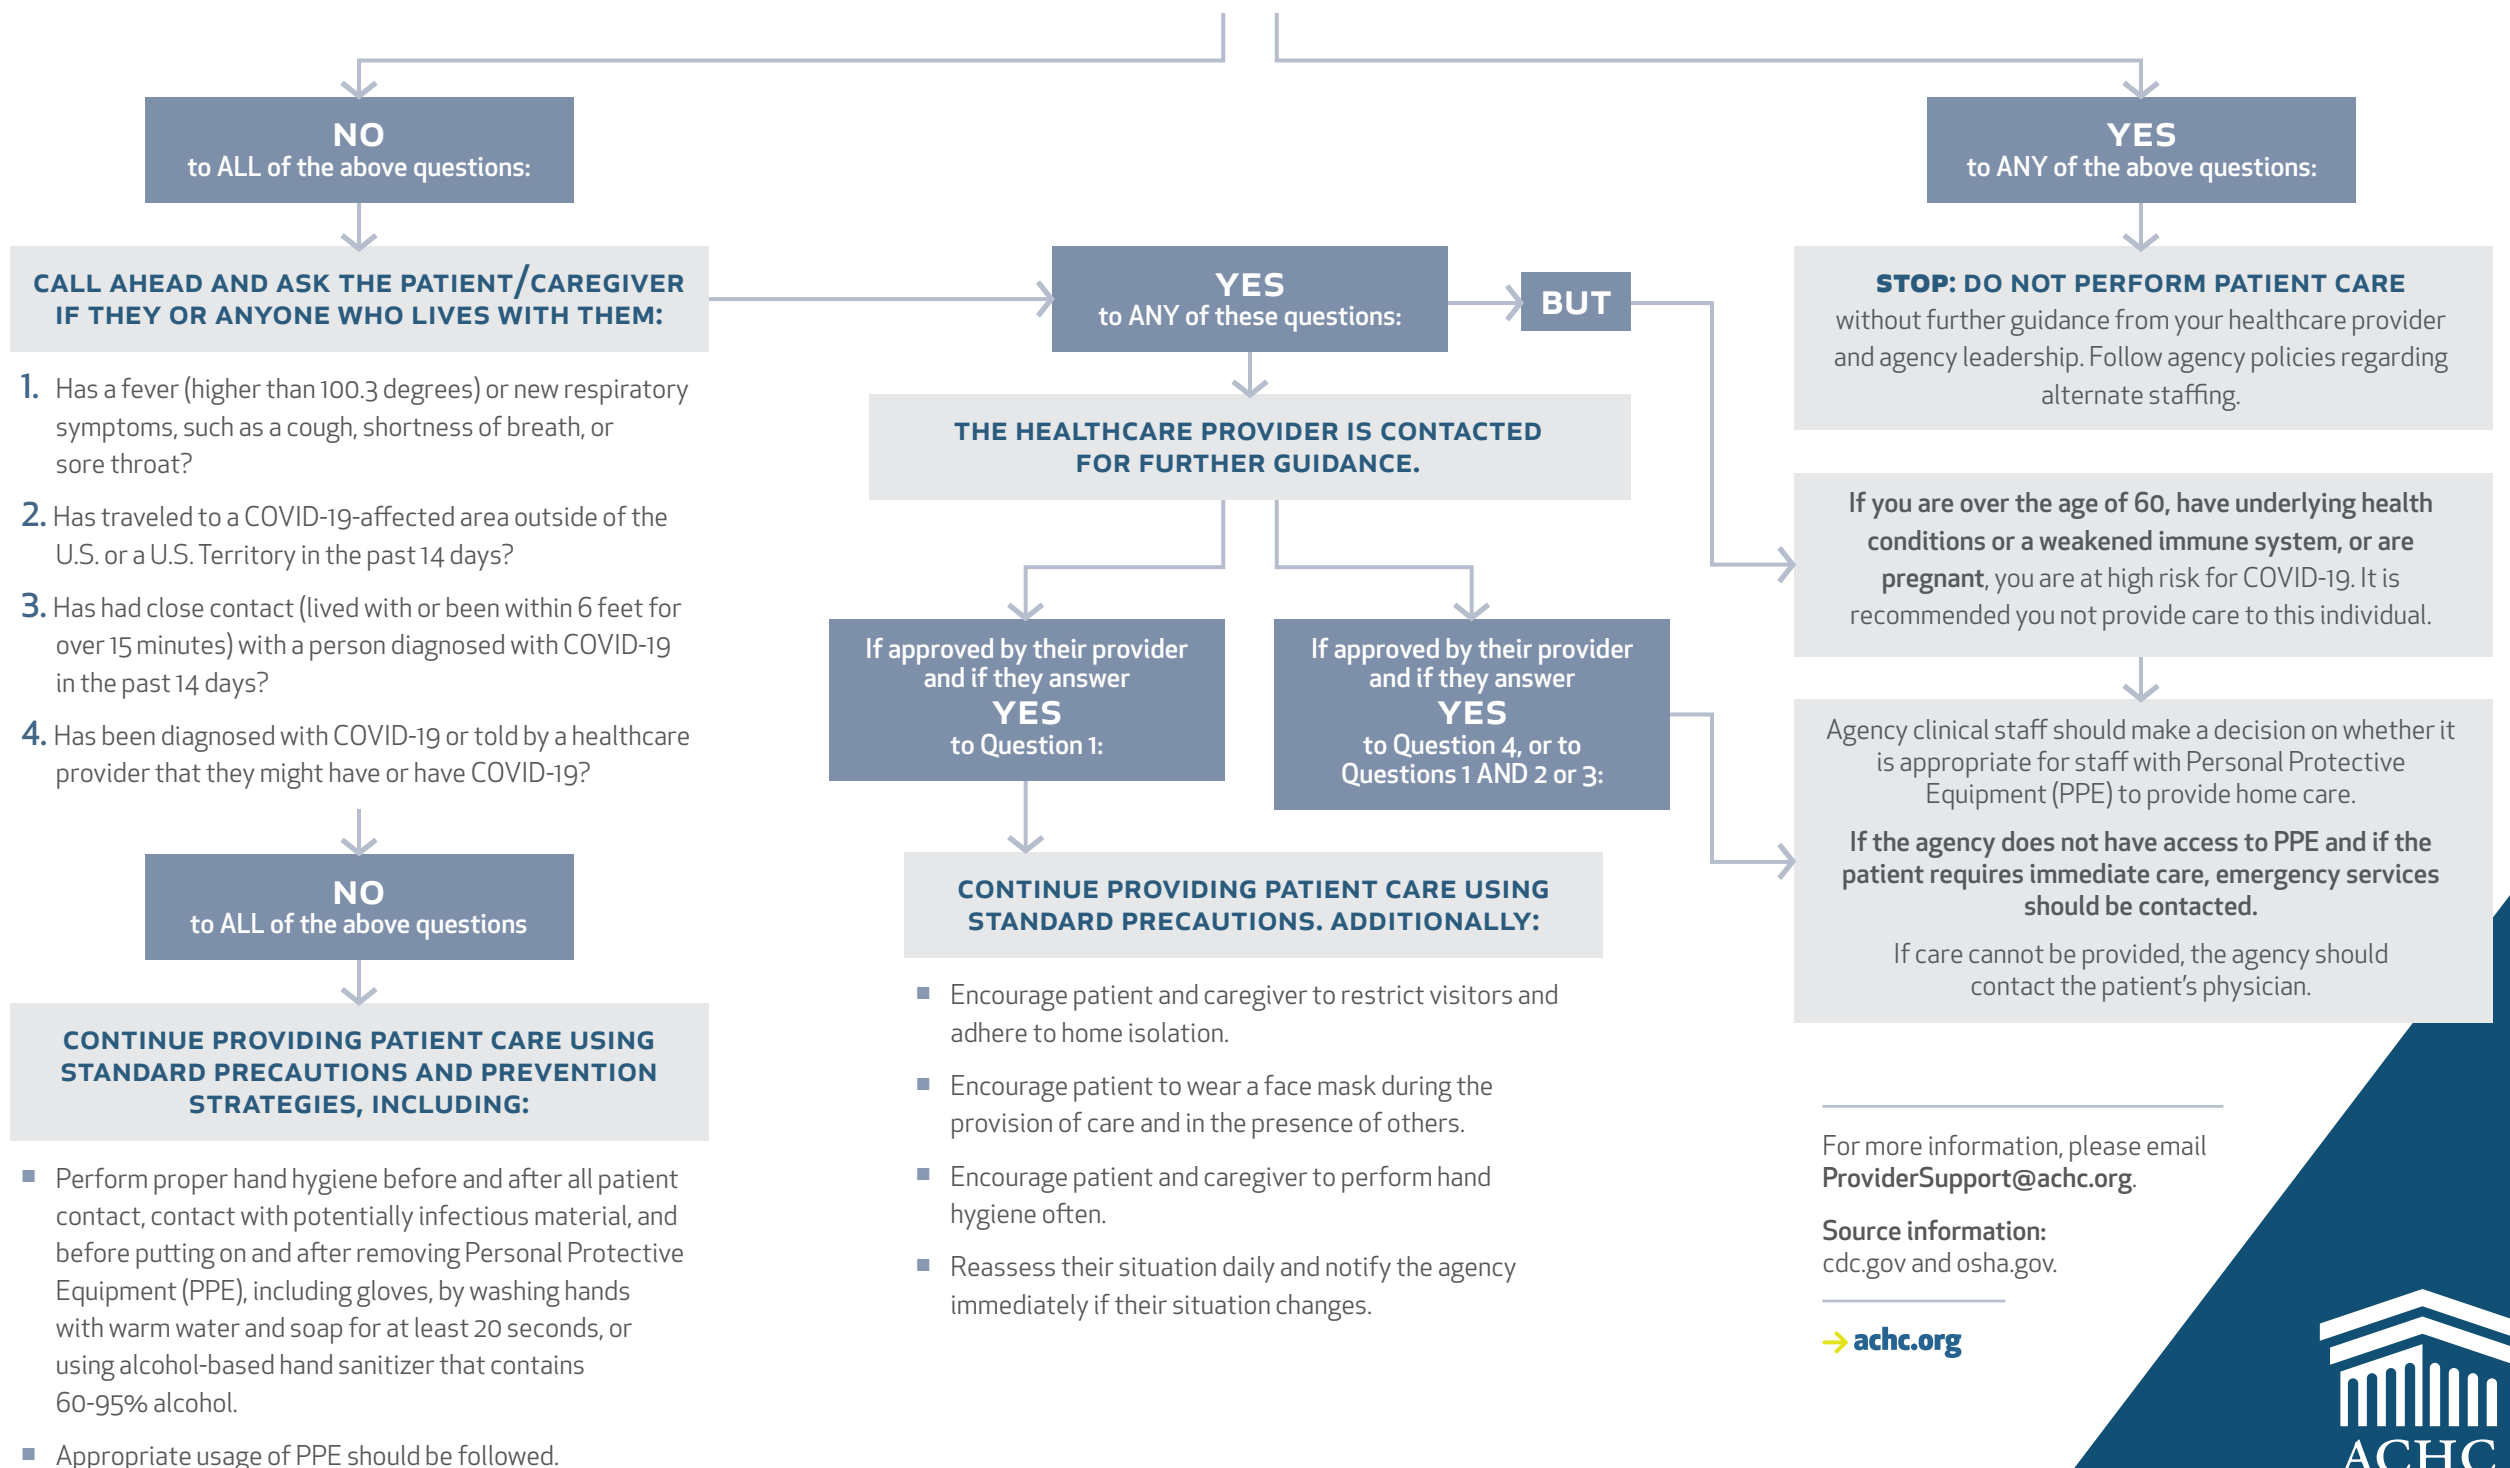 NO
to ALL of the above questions:
CALL AHEAD AND ASK THE PATIENT/CAREGIVER
IF THEY OR ANYONE WHO LIVES WITH THEM:
1. Has a fever (higher than 100.3 degrees) or new respiratory
symptoms, such as a cough, shortness of breath, or
sore throat?
2. Has traveled to a COVID-19-affected area outside of the
U.S. or a U.S. Territory in the past 14 days?
3. Has had close contact (lived with or been within 6 feet for
over 15 minutes) with a person diagnosed with COVID-19
in the past 14 days?
4. Has been diagnosed with COVID-19 or told by a healthcare
provider that they might have or have COVID-19?
NO
to ALL of the above questions
CONTINUE PROVIDING PATIENT CARE USING
STANDARD PRECAUTIONS AND PREVENTION
STRATEGIES, INCLUDING:
▪ Perform proper hand hygiene before and after all patient
contact, contact with potentially infectious material, and
before putting on and after removing Personal Protective
Equipment (PPE), including gloves, by washing hands
with warm water and soap for at least 20 seconds, or
using alcohol-based hand sanitizer that contains
60-95% alcohol.
▪ Appropriate usage of PPE should be followed.
YES
to ANY of these questions:
BUT
THE HEALTHCARE PROVIDER IS CONTACTED
FOR FURTHER GUIDANCE.
If approved by their provider
and if they answer
YES
to Question 1:
If approved by their provider
and if they answer
YES
to Question 4, or to
Questions 1 AND 2 or 3:
CONTINUE PROVIDING PATIENT CARE USING
STANDARD PRECAUTIONS. ADDITIONALLY:
▪ Encourage patient and caregiver to restrict visitors and
adhere to home isolation.
▪ Encourage patient to wear a face mask during the
provision of care and in the presence of others.
▪ Encourage patient and caregiver to perform hand
hygiene often.
▪ Reassess their situation daily and notify the agency
immediately if their situation changes.
YES
to ANY of the above questions:
STOP: DO NOT PERFORM PATIENT CARE
without further guidance from your healthcare provider
and agency leadership. Follow agency policies regarding
alternate staffing.
If you are over the age of 60, have underlying health
conditions or a weakened immune system, or are
pregnant, you are at high risk for COVID-19. It is
recommended you not provide care to this individual.
Agency clinical staff should make a decision on whether it
is appropriate for staff with Personal Protective
Equipment (PPE) to provide home care.
If the agency does not have access to PPE and if the
patient requires immediate care, emergency services
should be contacted.
If care cannot be provided, the agency should
contact the patient's physician.
For more information, please email
ProviderSupport@achc.org.
Source information:
cdc.gov and osha.gov.
→ achc.org
ACHC